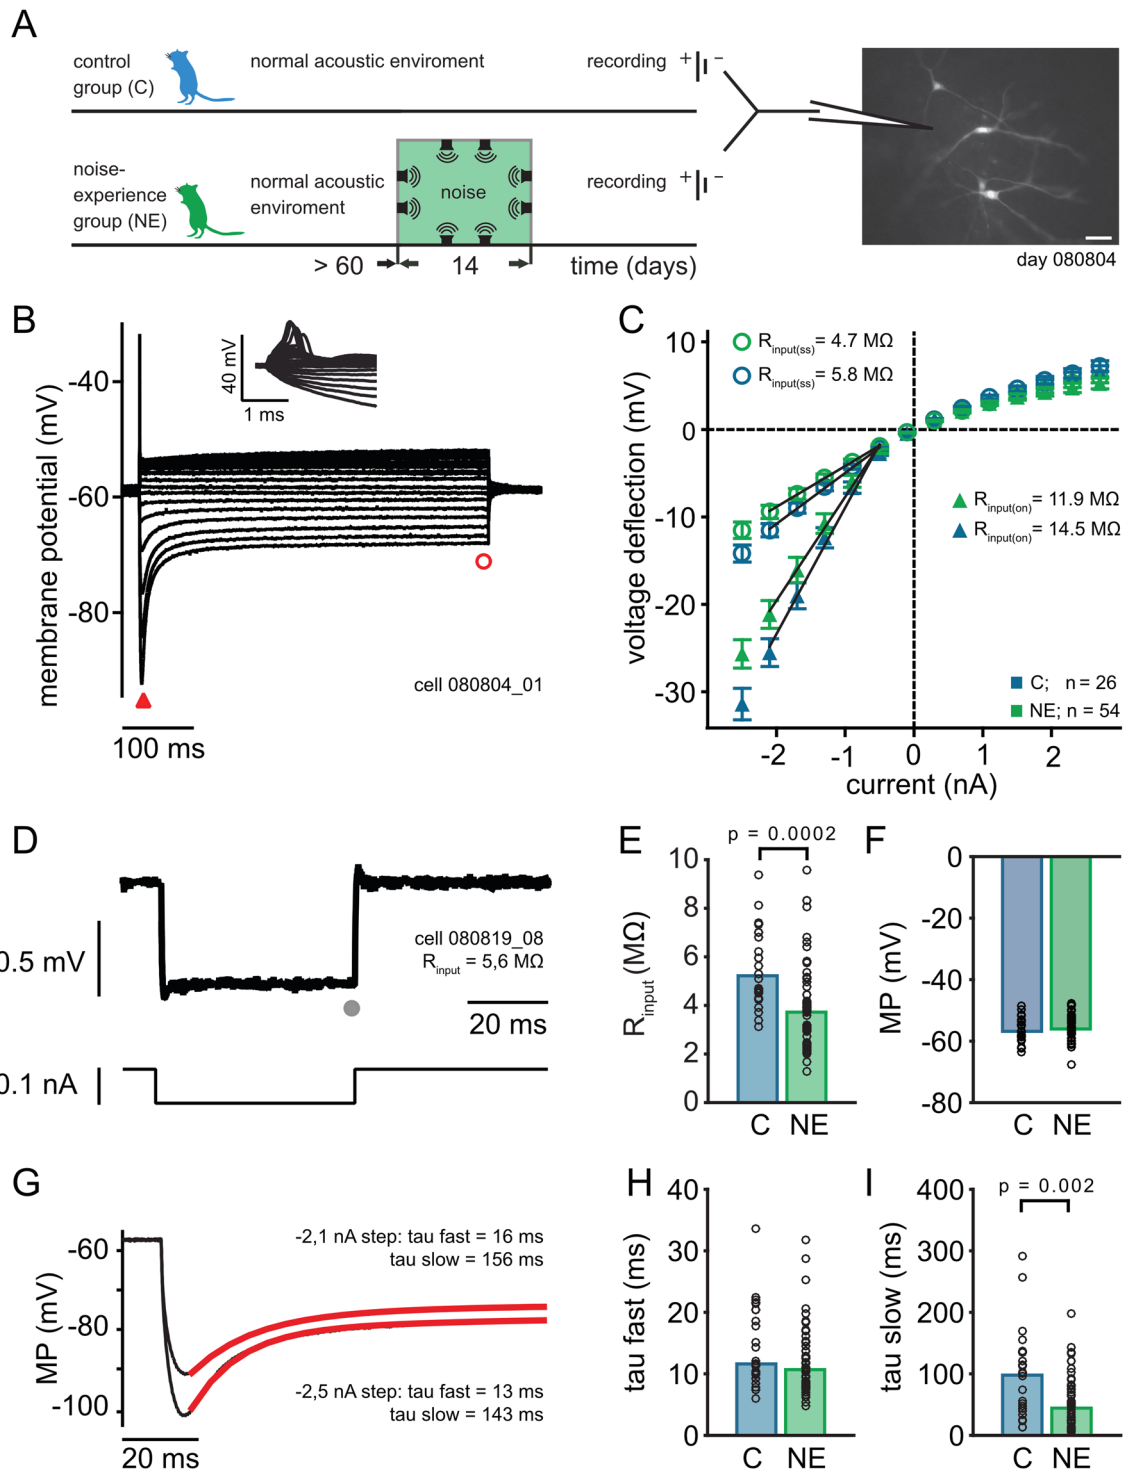 A
control
group (C)
normal acoustic enviroment
recording
+ −
noise-
experience
group (NE)
normal acoustic
enviroment
noise
recording
+ −
> 60
14
time (days)
day 080804
B
membrane potential (mV)
-40
-60
-80
40 mV
1 ms
cell 080804_01
100 ms
C
voltage deflection (mV)
10
0
-10
-20
-30
Rinput(ss)= 4.7 MΩ
Rinput(ss)= 5.8 MΩ
Rinput(on)= 11.9 MΩ
Rinput(on)= 14.5 MΩ
C; n = 26
NE; n = 54
-2 -1 0 1 2
current (nA)
D
0.5 mV
cell 080819_08
Rinput = 5,6 MΩ
20 ms
0.1 nA
E
p = 0.0002
Rinput (MΩ)
10
8
6
4
2
0
C NE
F
MP (mV)
0
-20
-40
-60
-80
C NE
G
MP (mV)
-60
-80
-100
-2,1 nA step: tau fast = 16 ms
tau slow = 156 ms
-2,5 nA step: tau fast = 13 ms
tau slow = 143 ms
20 ms
H
tau fast (ms)
40
30
20
10
0
C NE
I
p = 0.002
tau slow (ms)
400
300
200
100
0
C NE